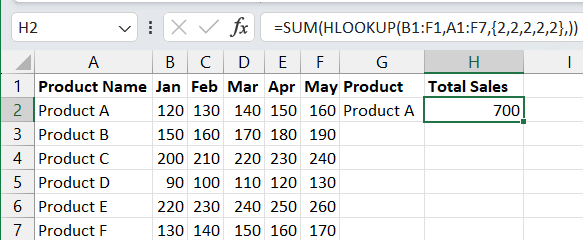 H2 fx =SUM(HLOOKUP(B1:F1,A1:F7,{2,2,2,2,2},))
A B C D E F G H I
1 Product Name Jan Feb Mar Apr May Product Total Sales
2 Product A 120 130 140 150 160 Product A 700
3 Product B 150 160 170 180 190
4 Product C 200 210 220 230 240
5 Product D 90 100 110 120 130
6 Product E 220 230 240 250 260
7 Product F 130 140 150 160 170